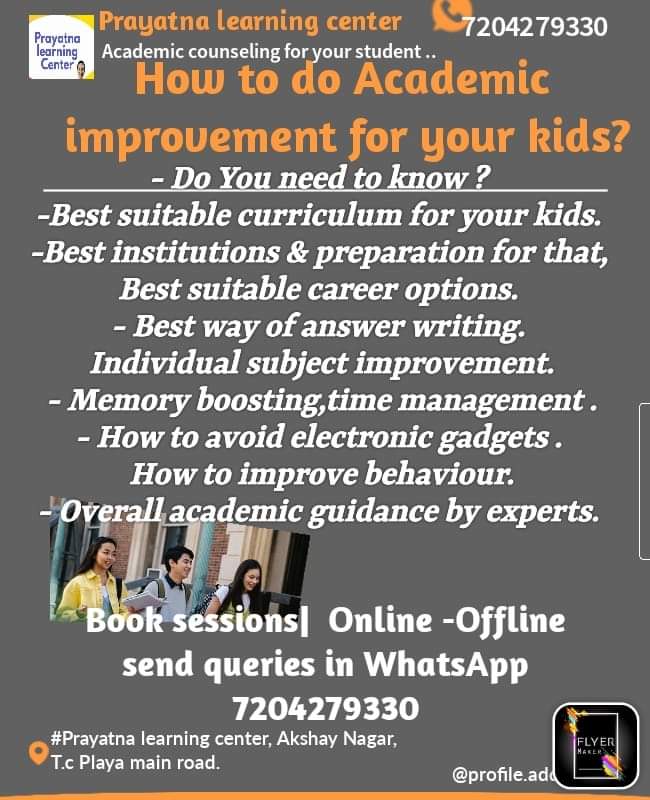 Prayatna learning center
7204279330
Prayatna
learning
Center
Academic counseling for your student ..
How to do Academic
improvement for your kids?
- Do You need to know ?
-Best suitable curriculum for your kids.
-Best institutions & preparation for that,
Best suitable career options.
- Best way of answer writing.
Individual subject improvement.
- Memory boosting,time management .
- How to avoid electronic gadgets .
How to improve behaviour.
- Overall academic guidance by experts.
Book sessions| Online -Offline
send queries in WhatsApp
7204279330
#Prayatna learning center, Akshay Nagar,
T.c Playa main road.
FLYER
MAKER